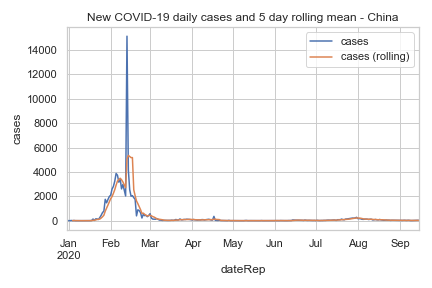 New COVID-19 daily cases and 5 day rolling mean - China
cases
cases (rolling)
14000
12000
10000
8000
6000
4000
2000
0
cases
Jan Feb Mar Apr May Jun Jul Aug Sep
2020
dateRep